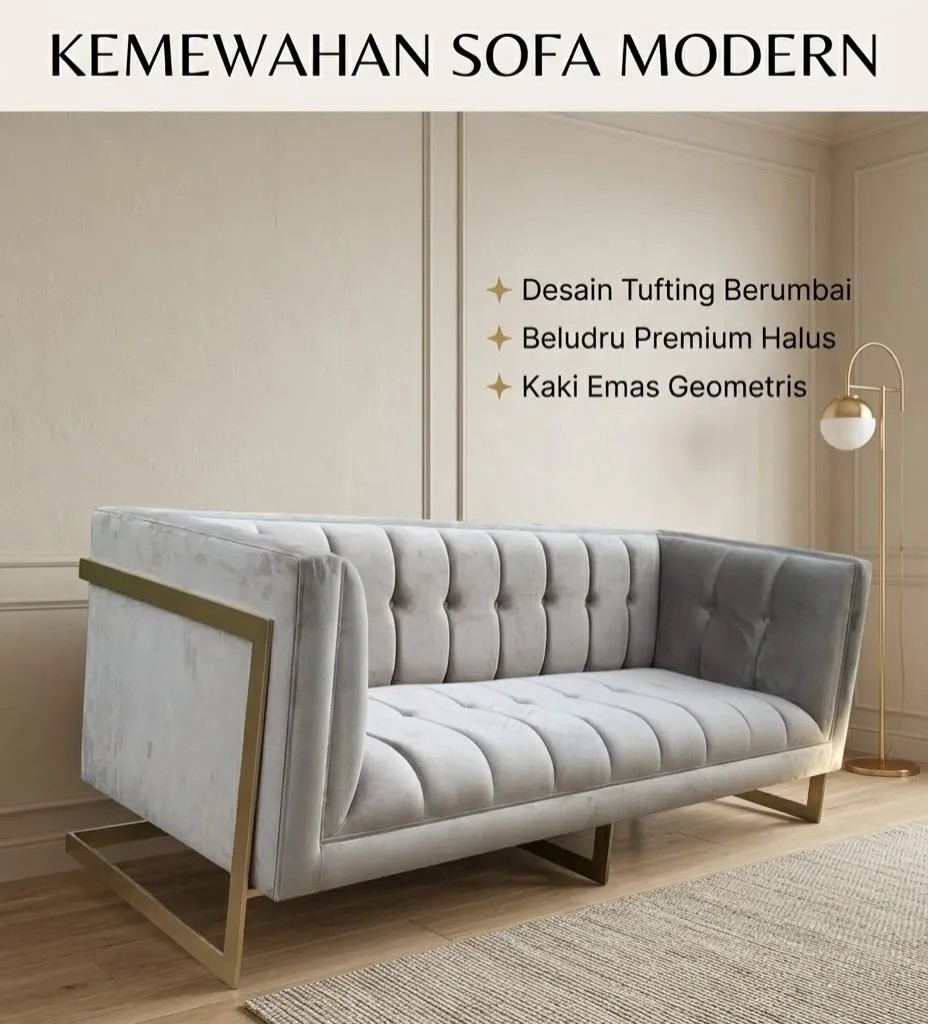 KEMEWAHAN SOFA MODERN
Desain Tufting Berumbai
Beludru Premium Halus
Kaki Emas Geometris